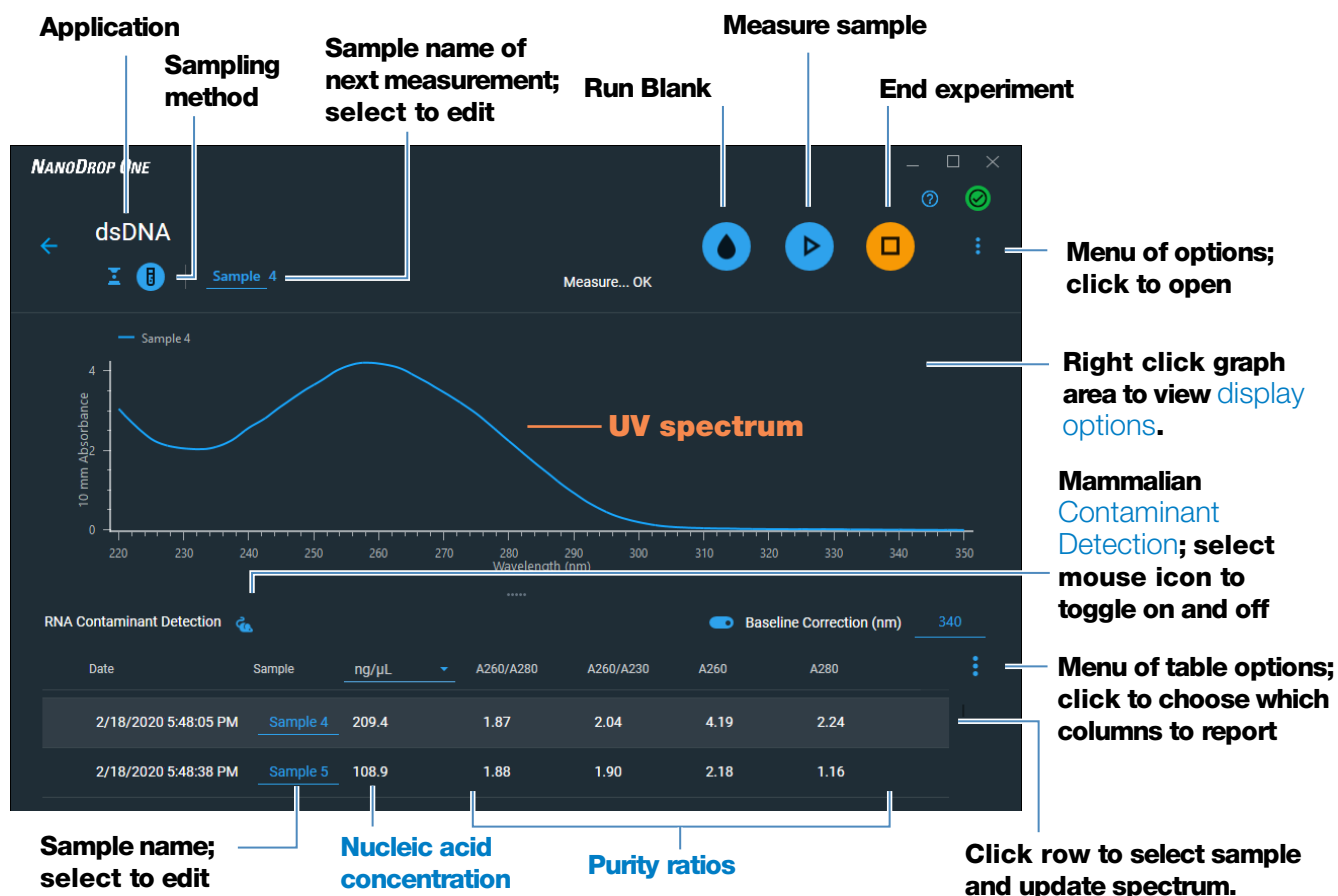 Application
Sampling
method
Sample name of
next measurement;
select to edit
Run Blank
Measure sample
End experiment
NANODROP ONE
dsDNA
Sample 4
Measure... OK
Menu of options;
click to open
Sample 4
4
2
0
10 mm Absorbance
UV spectrum
220 230 240 250 260 270 280 290 300 310 320 330 340 350
Wavelength (nm)
Right click graph
area to view display
options.
Mammalian
Contaminant
Detection; select
mouse icon to
toggle on and off
RNA Contaminant Detection
Baseline Correction (nm) 340
Date Sample ng/µL A260/A280 A260/A230 A260 A280
2/18/2020 5:48:05 PM Sample 4 209.4 1.87 2.04 4.19 2.24
2/18/2020 5:48:38 PM Sample 5 108.9 1.88 1.90 2.18 1.16
Menu of table options;
click to choose which
columns to report
Sample name;
select to edit
Nucleic acid
concentration
Purity ratios
Click row to select sample
and update spectrum.